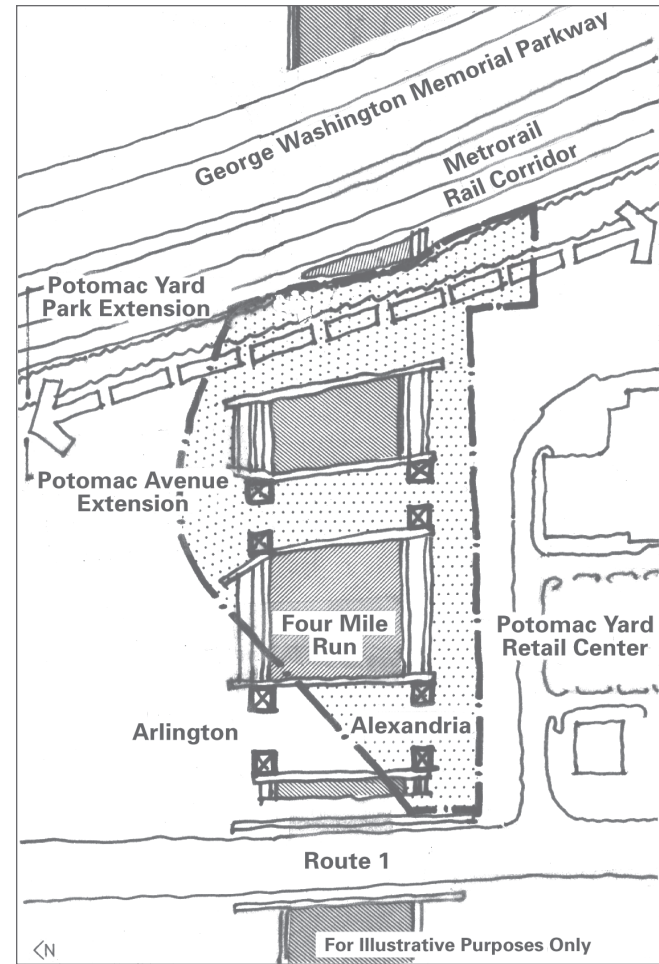 George Washington Memorial Parkway
Metrorail
Rail Corridor
Potomac Yard
Park Extension
Potomac Avenue
Extension
Four Mile
Run
Potomac Yard
Retail Center
Arlington
Alexandria
Route 1
N
For Illustrative Purposes Only